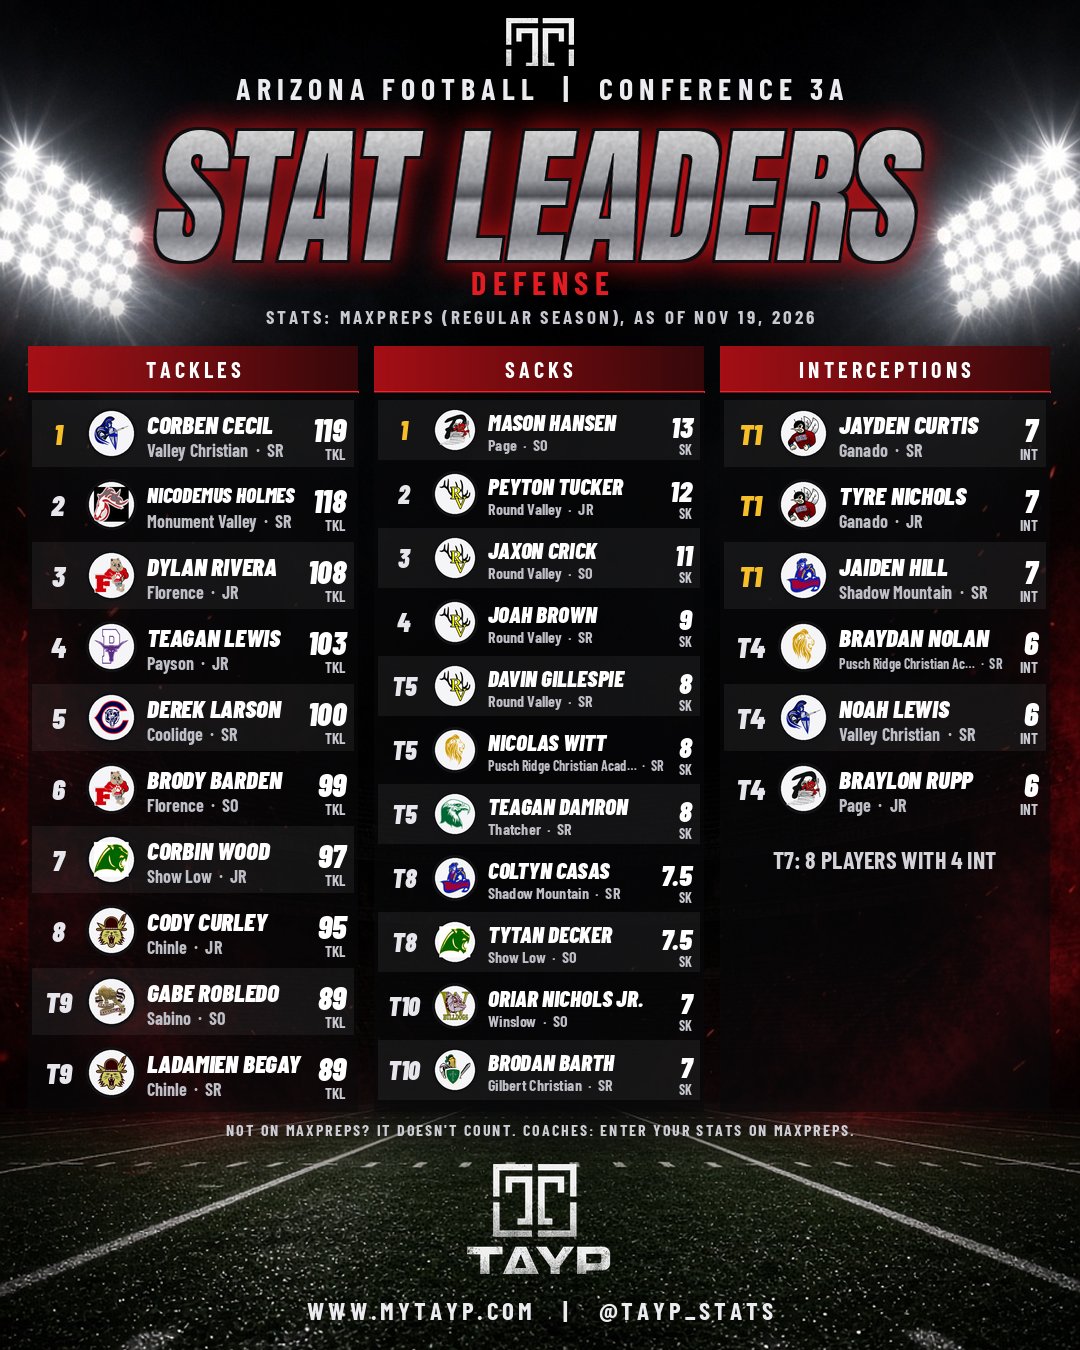 ARIZONA FOOTBALL | CONFERENCE 3A
STAT LEADERS
DEFENSE
STATS: MAXPREPS (REGULAR SEASON), AS OF NOV 19, 2026
TACKLES
1 CORBEN CECIL 119
Valley Christian · SR TKL
2 NICODEMUS HOLMES 118
Monument Valley · SR TKL
3 DYLAN RIVERA 108
Florence · JR TKL
4 TEAGAN LEWIS 103
Payson · JR TKL
5 DEREK LARSON 100
Coolidge · SR TKL
6 BRODY BARDEN 99
Florence · SO TKL
7 CORBIN WOOD 97
Show Low · JR TKL
8 CODY CURLEY 95
Chinle · JR TKL
T9 GABE ROBLEDO 89
Sabino · SO TKL
T9 LADAMIEN BEGAY 89
Chinle · SR TKL
SACKS
1 MASON HANSEN 13
Page · SO SK
2 PEYTON TUCKER 12
Round Valley · JR SK
3 JAXON CRICK 11
Round Valley · SO SK
4 JOAH BROWN 9
Round Valley · SR SK
T5 DAVIN GILLESPIE 8
Round Valley · SR SK
T5 NICOLAS WITT 8
Pusch Ridge Christian Acad... · SR SK
T5 TEAGAN DAMRON 8
Thatcher · SR SK
T8 COLTYN CASAS 7.5
Shadow Mountain · SR SK
T8 TYTAN DECKER 7.5
Show Low · SO SK
T10 ORIAR NICHOLS JR. 7
Winslow · SO SK
T10 BRODAN BARTH 7
Gilbert Christian · SR SK
INTERCEPTIONS
T1 JAYDEN CURTIS 7
Ganado · SR INT
T1 TYRE NICHOLS 7
Ganado · JR INT
T1 JAIDEN HILL 7
Shadow Mountain · SR INT
T4 BRAYDAN NOLAN 6
Pusch Ridge Christian Ac... · SR INT
T4 NOAH LEWIS 6
Valley Christian · SR INT
T4 BRAYLON RUPP 6
Page · JR INT
T7: 8 PLAYERS WITH 4 INT
NOT ON MAXPREPS? IT DOESN'T COUNT. COACHES: ENTER YOUR STATS ON MAXPREPS.
TAYP
WWW.MYTAYP.COM | @TAYP_STATS